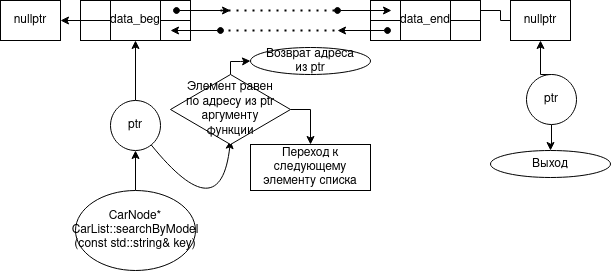 nullptr
data_beg
data_end
nullptr
Возврат адреса
из ptr
Элемент равен
по адресу из ptr
аргументу
функции
ptr
ptr
Переход к
следующему
элементу списка
Выход
CarNode*
CarList::searchByModel
(const std::string& key)